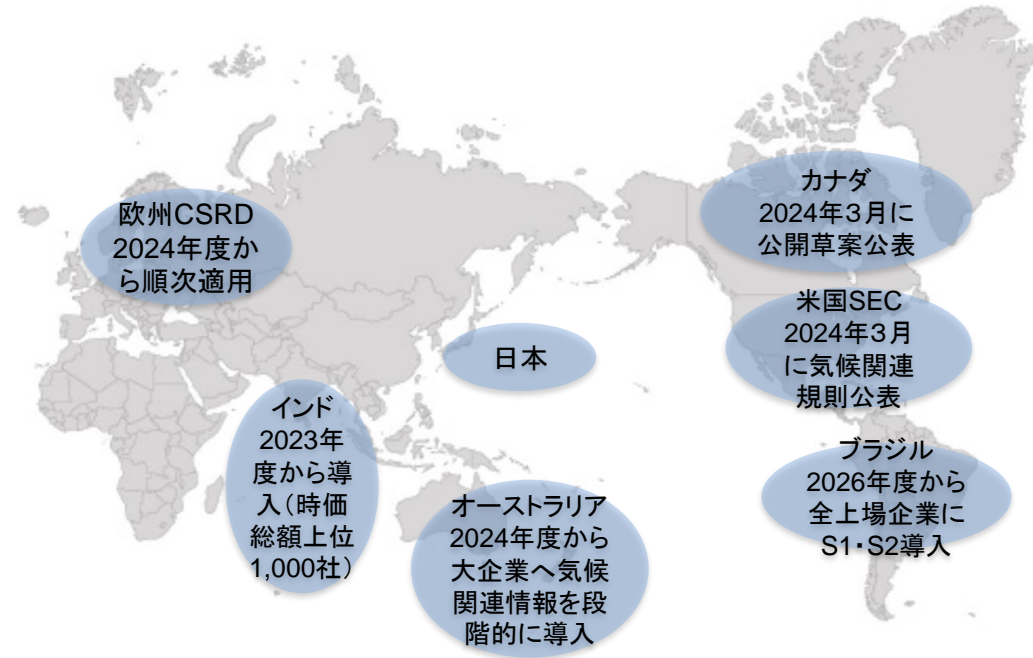 欧州CSRD
2024年度か
ら順次適用
カナダ
2024年３月に
公開草案公表
米国SEC
2024年３月
に気候関連
規則公表
日本
インド
2023年
度から導
入（時価
総額上位
1,000社）
オーストラリア
2024年度から
大企業へ気候
関連情報を段
階的に導入
ブラジル
2026年度から
全上場企業に
S1・S2導入